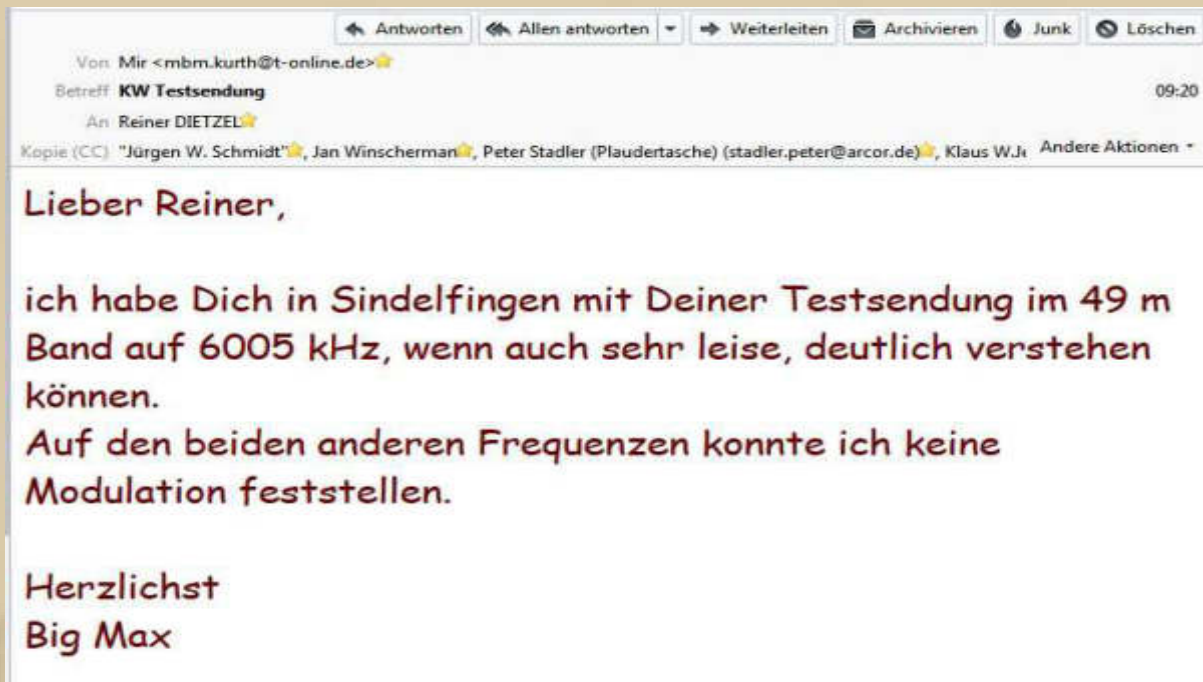 Antworten Allen antworten Weiterleiten Archivieren Junk Löschen
Von Mir <mbm.kurth@t-online.de>
Betreff KW Testsendung 09:20
An Reiner DIETZEL
Kopie (CC) "Jürgen W. Schmidt", Jan Winscherman, Peter Stadler (Plaudertasche) (stadler.peter@arcor.de), Klaus Andere Aktionen
Lieber Reiner,
ich habe Dich in Sindelfingen mit Deiner Testsendung im 49 m
Band auf 6005 kHz, wenn auch sehr leise, deutlich verstehen
können.
Auf den beiden anderen Frequenzen konnte ich keine
Modulation feststellen.
Herzlichst
Big Max